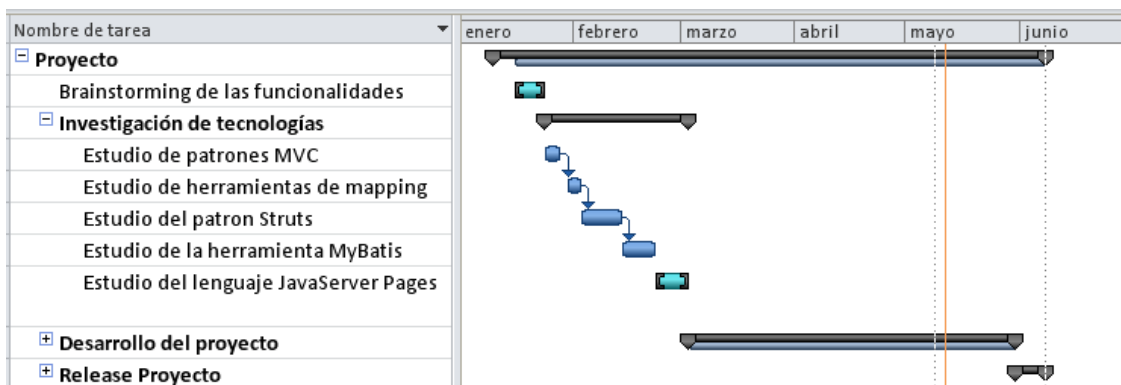 Nombre de tarea
enero febrero marzo abril mayo junio
Proyecto
Brainstorming de las funcionalidades
Investigación de tecnologías
Estudio de patrones MVC
Estudio de herramientas de mapping
Estudio del patron Struts
Estudio de la herramienta MyBatis
Estudio del lenguaje JavaServer Pages
Desarrollo del proyecto
Release Proyecto